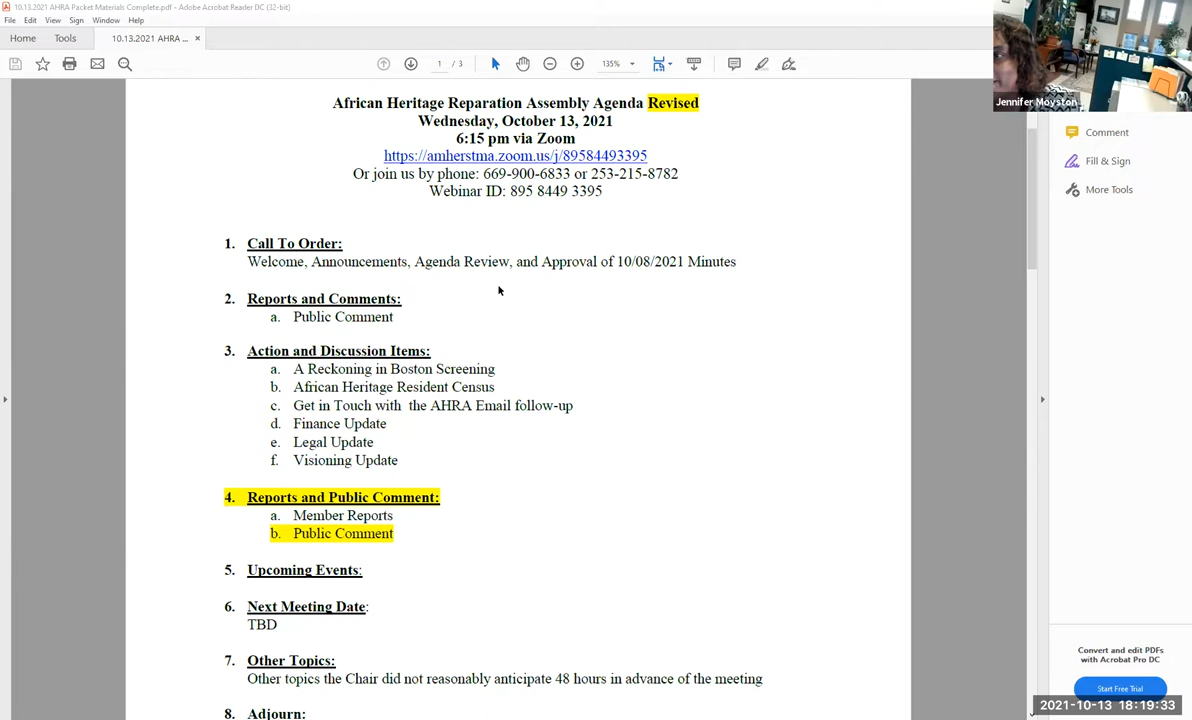 10.13.2021 AHRA Packet Materials Complete.pdf - Adobe Acrobat Reader DC (32-bit)
File Edit View Sign Window Help
Home Tools 10.13.2021 AHRA ... ×
1 / 3 135%
Jennifer Moyston
Comment
Fill & Sign
More Tools
African Heritage Reparation Assembly Agenda Revised
Wednesday, October 13, 2021
6:15 pm via Zoom
https://amherstma.zoom.us/j/89584493395
Or join us by phone: 669-900-6833 or 253-215-8782
Webinar ID: 895 8449 3395
1. Call To Order:
Welcome, Announcements, Agenda Review, and Approval of 10/08/2021 Minutes
2. Reports and Comments:
a. Public Comment
3. Action and Discussion Items:
a. A Reckoning in Boston Screening
b. African Heritage Resident Census
c. Get in Touch with the AHRA Email follow-up
d. Finance Update
e. Legal Update
f. Visioning Update
4. Reports and Public Comment:
a. Member Reports
b. Public Comment
5. Upcoming Events:
6. Next Meeting Date:
TBD
7. Other Topics:
Other topics the Chair did not reasonably anticipate 48 hours in advance of the meeting
8. Adjourn:
Convert and edit PDFs
with Acrobat Pro DC
Start Free Trial
2021-10-13 18:19:33